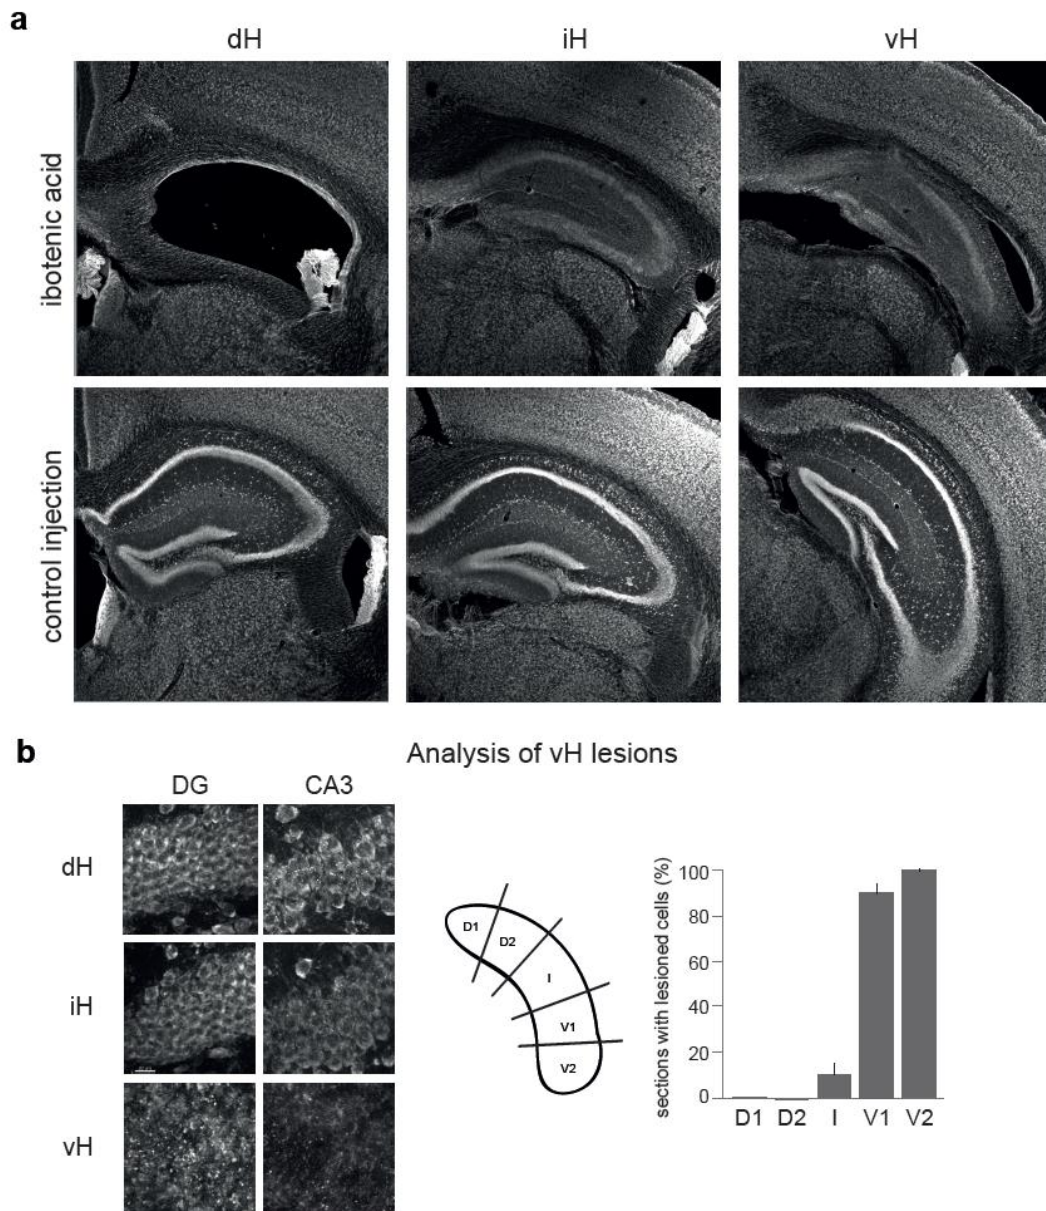 a
dH iH vH
ibotenic acid
control injection
b
Analysis of vH lesions
DG CA3
dH
iH
vH
D1
D2
I
V1
V2
sections with lesioned cells (%)
100
80
60
40
20
0
D1 D2 I V1 V2